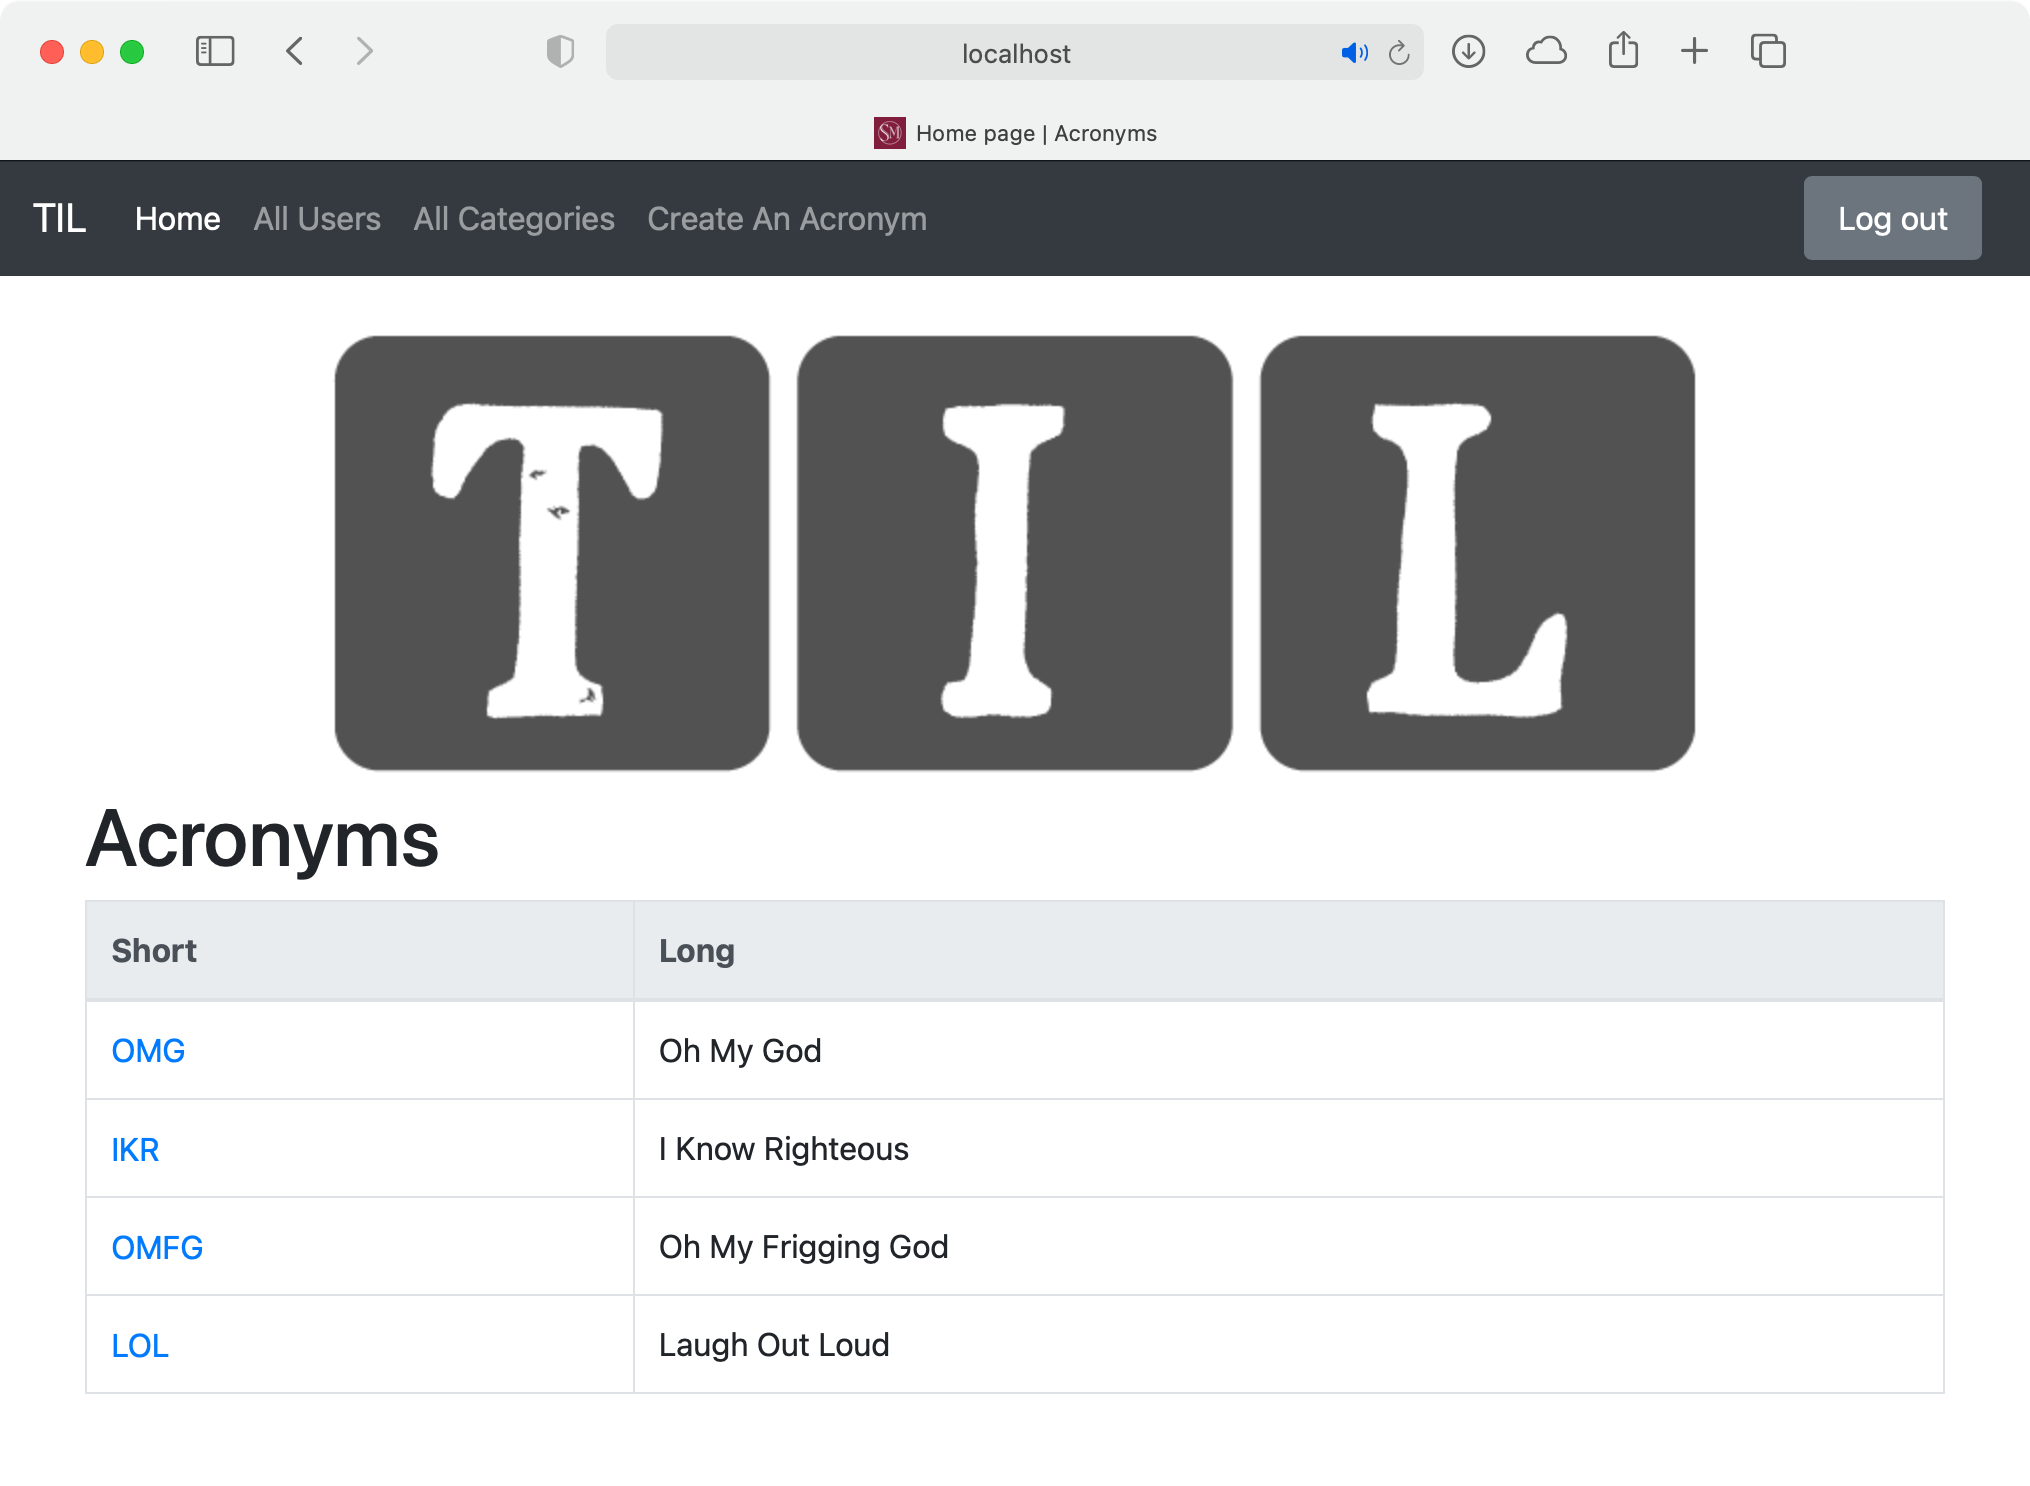 localhost
SM Home page | Acronyms
TIL Home All Users All Categories Create An Acronym Log out
TIL
Acronyms
Short Long
OMG Oh My God
IKR I Know Righteous
OMFG Oh My Frigging God
LOL Laugh Out Loud